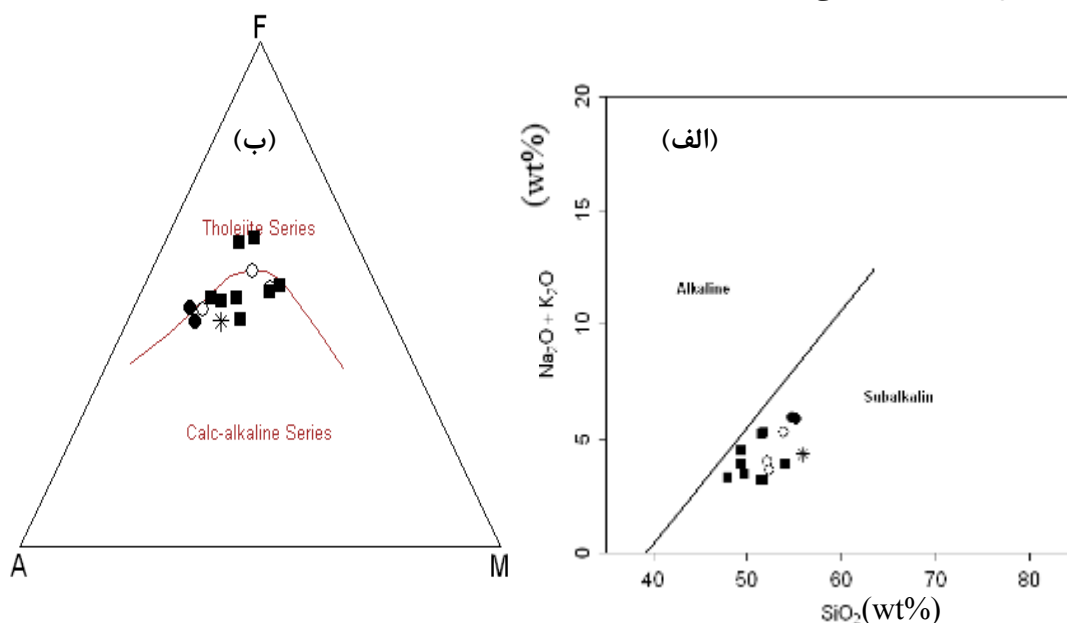 F
(ب)
Tholejite Series
Calc-alkaline Series
A
M
20
15
10
5
0
(wt%)
Na₂O + K₂O
(الف)
Alkaline
Subalkalin
40
50
60
70
80
SiO₂(wt%)